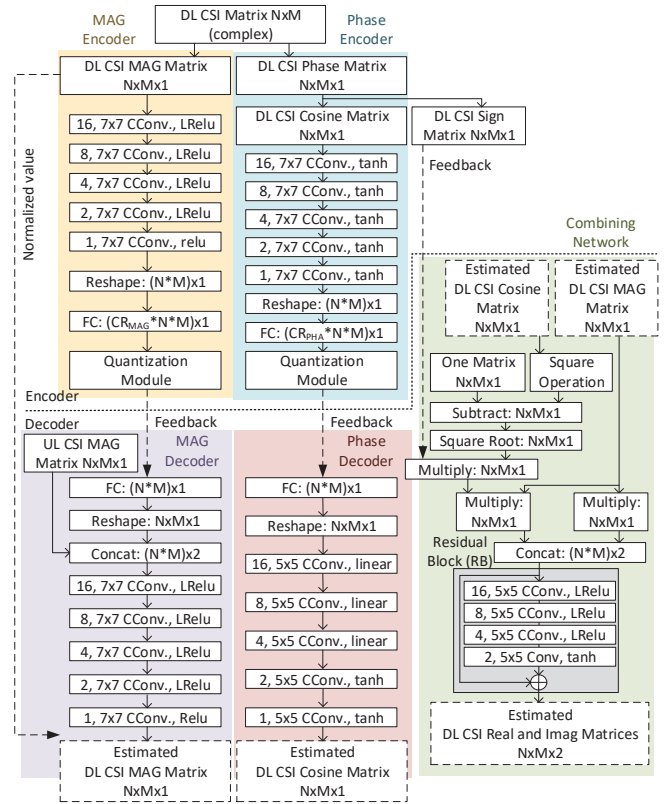 MAG
Encoder
DL CSI Matrix NxM
(complex)
Phase
Encoder
DL CSI MAG Matrix
NxMx1
DL CSI Phase Matrix
NxMx1
DL CSI Cosine Matrix
NxMx1
DL CSI Sign
Matrix NxMx1
Normalized value
16, 7x7 CConv., LRelu
8, 7x7 CConv., LRelu
4, 7x7 CConv., LRelu
2, 7x7 CConv., LRelu
1, 7x7 CConv., relu
Reshape: (N*M)x1
FC: (CRMAG*N*M)x1
Quantization
Module
16, 7x7 CConv., tanh
8, 7x7 CConv., tanh
4, 7x7 CConv., tanh
2, 7x7 CConv., tanh
1, 7x7 CConv., tanh
Reshape: (N*M)x1
FC: (CRPHA*N*M)x1
Quantization
Module
Feedback
Encoder
Decoder
Feedback
Feedback
UL CSI MAG
Matrix NxMx1
MAG
Decoder
FC: (N*M)x1
Reshape: NxMx1
Concat: (N*M)x2
16, 7x7 CConv., LRelu
8, 7x7 CConv., LRelu
4, 7x7 CConv., LRelu
2, 7x7 CConv., LRelu
1, 7x7 CConv., Relu
Estimated
DL CSI MAG Matrix
NxMx1
Phase
Decoder
FC: (N*M)x1
Reshape: NxMx1
16, 5x5 CConv., linear
8, 5x5 CConv., linear
4, 5x5 CConv., linear
2, 5x5 CConv., tanh
1, 5x5 CConv., tanh
Estimated
DL CSI Cosine Matrix
NxMx1
Combining
Network
Estimated
DL CSI Cosine
Matrix
NxMx1
Estimated
DL CSI MAG
Matrix
NxMx1
One Matrix
NxMx1
Square
Operation
Subtract: NxMx1
Square Root: NxMx1
Multiply: NxMx1
Multiply:
NxMx1
Multiply:
NxMx1
Residual
Block (RB)
Concat: (N*M)x2
16, 5x5 CConv., LRelu
8, 5x5 CConv., LRelu
4, 5x5 CConv., LRelu
2, 5x5 Conv, tanh
Estimated
DL CSI Real and Imag Matrices
NxMx2